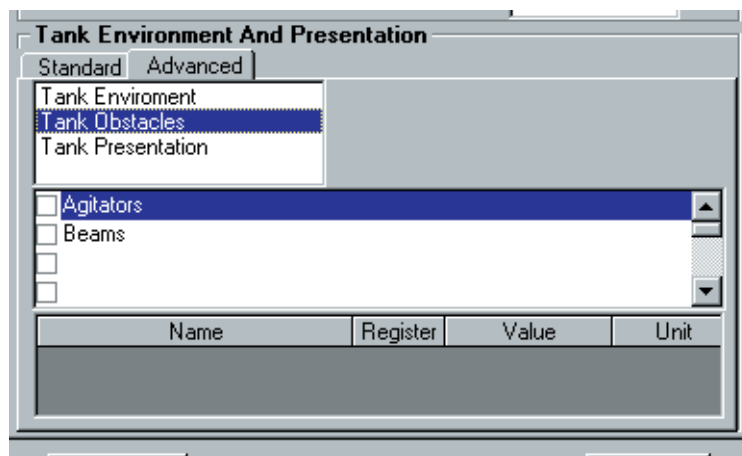 Tank Environment And Presentation
Standard Advanced
Tank Enviroment
Tank Obstacles
Tank Presentation
Agitators
Beams
Name Register Value Unit